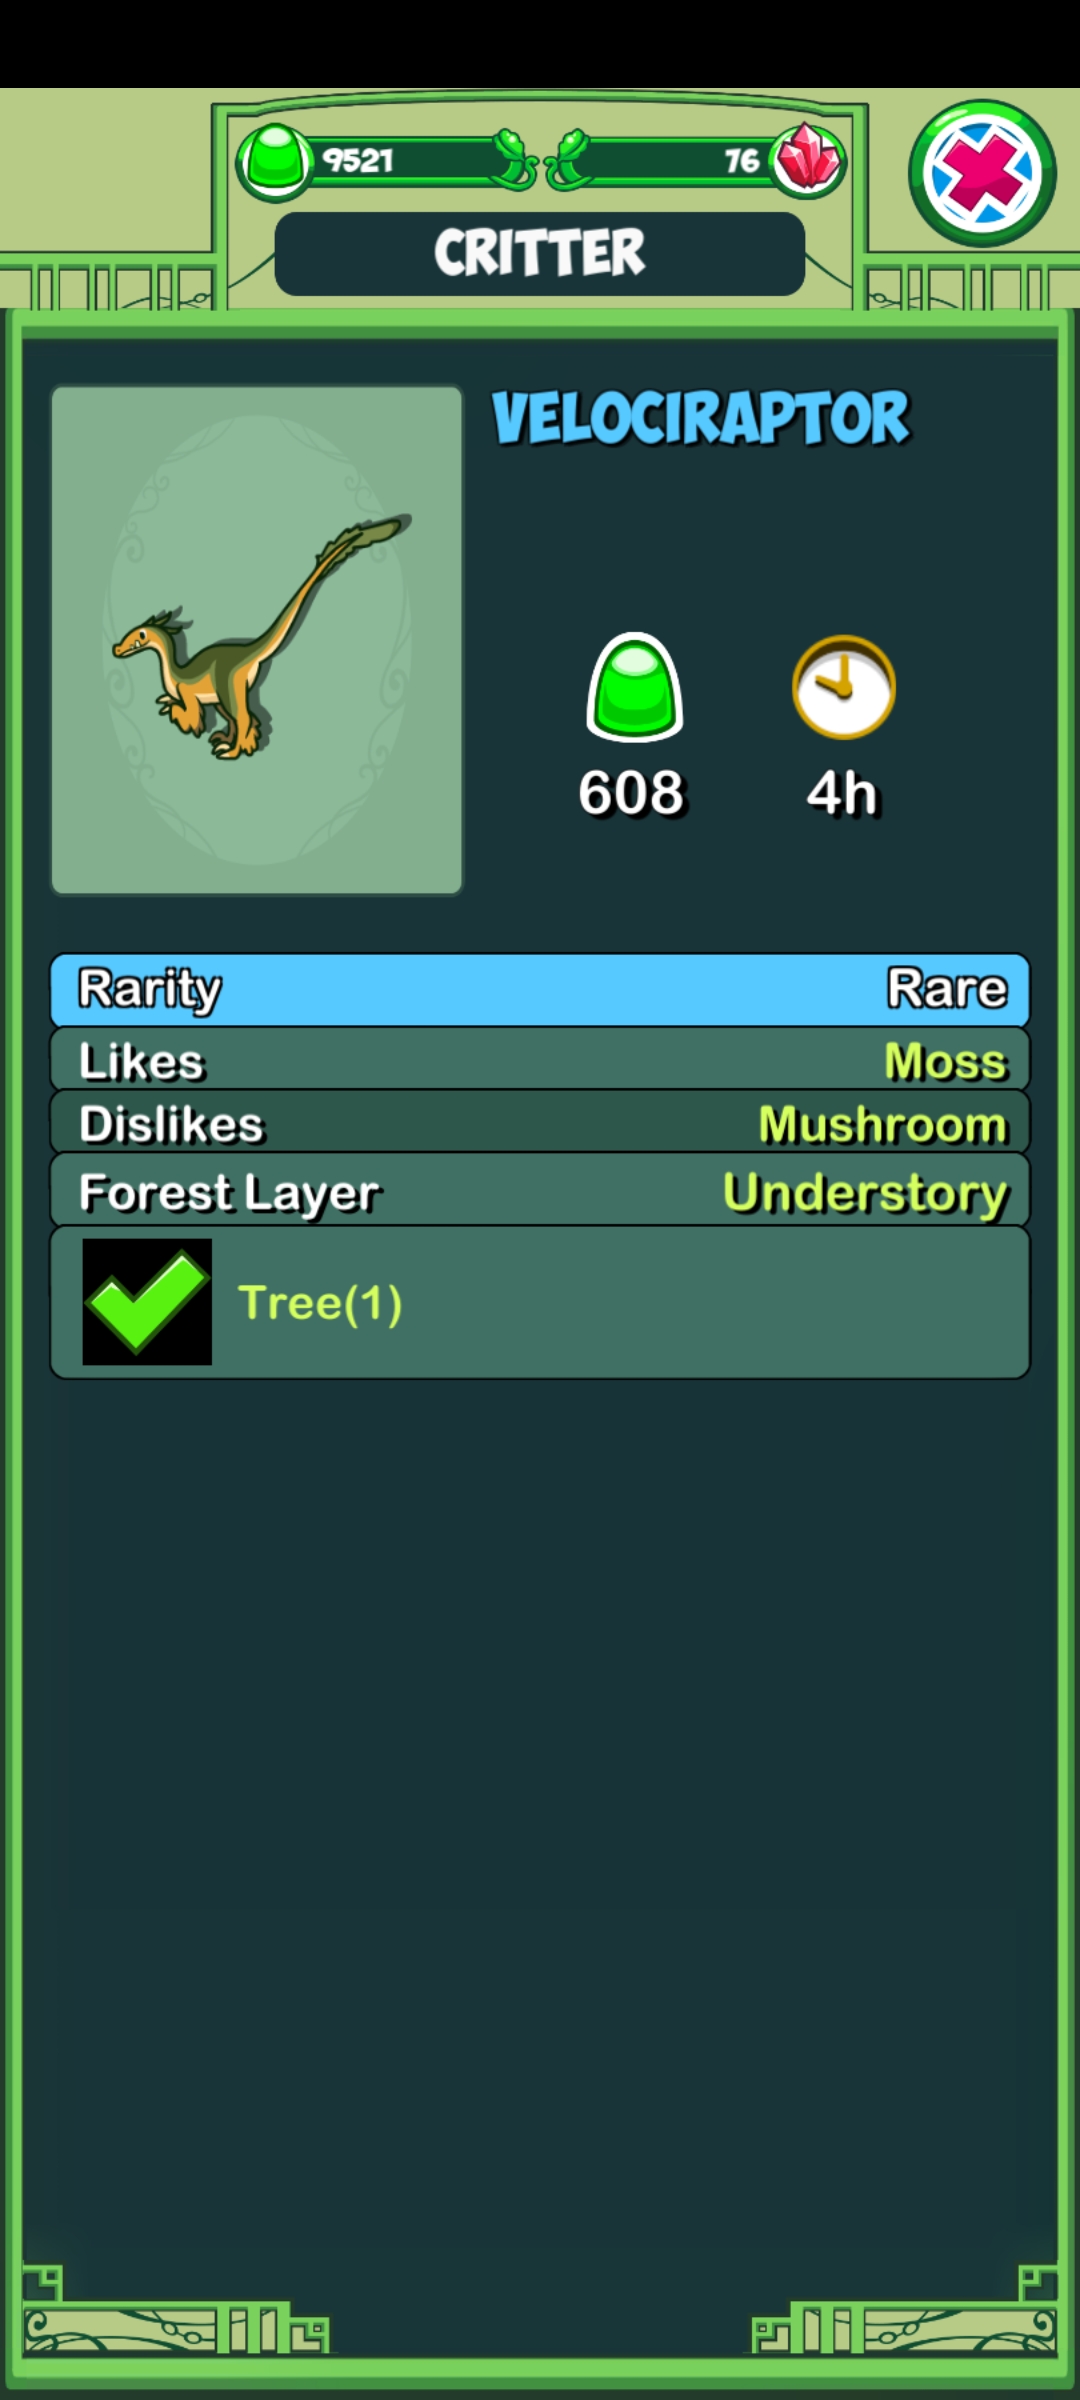 9521
76
CRITTER
VELOCIRAPTOR
608
4h
Rarity Rare
Likes Moss
Dislikes Mushroom
Forest Layer Understory
Tree(1)